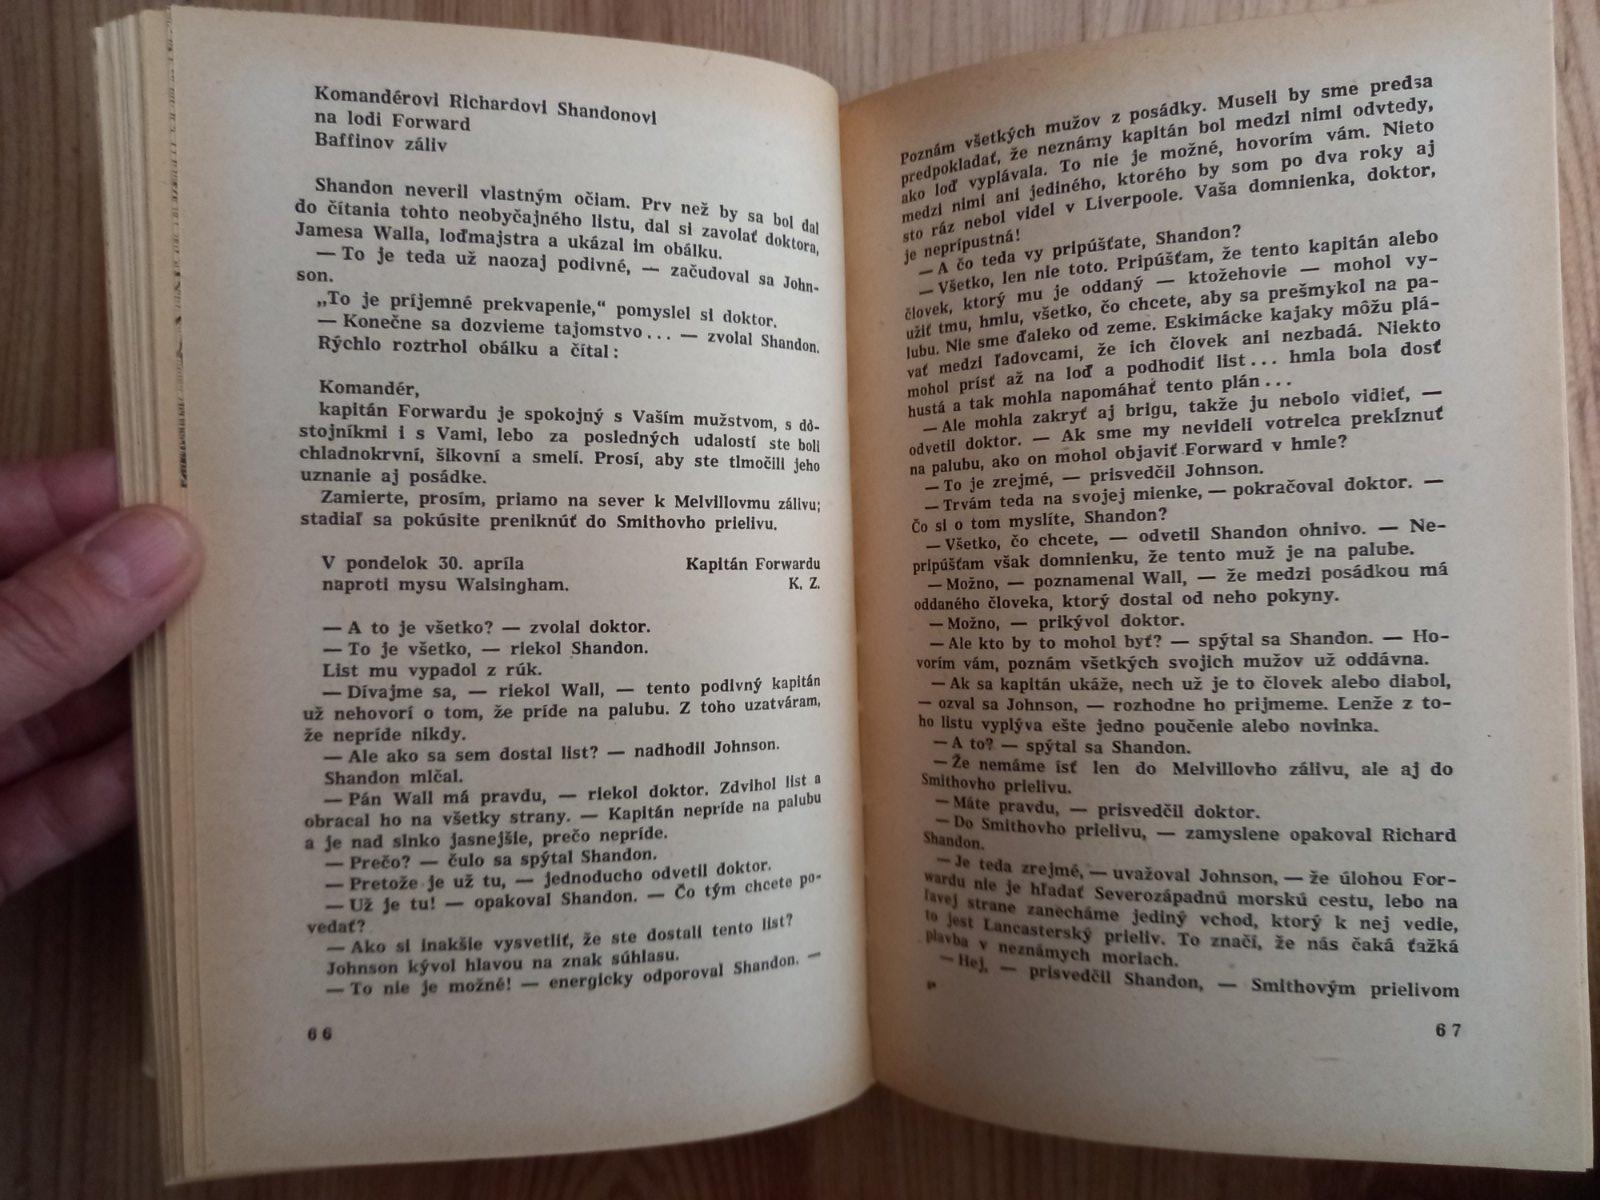 Komandérovi Richardovi Shandonovi
na lodi Forward
Baffinov záliv
Shandon neveril vlastným očiam. Prv než by sa bol dal
do čítania tohto neobyčajného listu, dal si zavolať doktora,
Jamesa Walla, loďmajstra a ukázal im obálku.
— To je teda už naozaj podivné, — začudoval sa John-
son.
„To je príjemné prekvapenie,“ pomyslel si doktor.
— Konečne sa dozvieme tajomstvo... — zvolal Shandon.
Rýchlo roztrhol obálku a čítal:
Komandér,
kapitán Forwardu je spokojný s Vaším mužstvom, s dô-
stojníkmi i s Vami, lebo za posledných udalostí ste boli
chladnokrvní, šikovní a smelí. Prosí, aby ste tlmočili jeho
uznanie aj posádke.
Zamierte, prosím, priamo na sever k Melvillovmu zálivu;
stadiaľ sa pokúsite preniknúť do Smithovho prielivu.
V pondelok 30. apríla Kapitán Forwardu
naproti mysu Walsingham. K. Z.
— A to je všetko? — zvolal doktor.
— To je všetko, — riekol Shandon.
List mu vypadol z rúk.
— Dívajme sa, — riekol Wall, — tento podivný kapitán
už nehovorí o tom, že príde na palubu. Z toho uzatváram,
že nepríde nikdy.
— Ale ako sa sem dostal list? — nadhodil Johnson.
Shandon mlčal.
— Pán Wall má pravdu, — riekol doktor. Zdvihol list a
obracal ho na všetky strany. — Kapitán nepríde na palubu
a je nad slnko jasnejšie, prečo nepríde.
— Prečo? — čulo sa spýtal Shandon.
— Pretože je už tu, — jednoducho odvetil doktor.
— Už je tu! — opakoval Shandon. — Čo tým chcete po-
vedať?
— Ako si inakšie vysvetliť, že ste dostali tento list?
Johnson kývol hlavou na znak súhlasu.
— To nie je možné! — energicky odporoval Shandon. —
66
Poznám všetkých mužov z posádky. Museli by sme predsa
predpokladať, že neznámy kapitán bol medzi nimi odvtedy,
ako loď vyplávala. To nie je možné, hovorím vám. Nieto
medzi nimi ani jediného, ktorého by som po dva roky aj
sto ráz nebol videl v Liverpoole. Vaša domnienka, doktor,
je neprípustná!
— A čo teda vy pripúšťate, Shandon?
— Všetko, len nie toto. Pripúšťam, že tento kapitán alebo
človek, ktorý mu je oddaný — ktožehovie — mohol vy-
užiť tmu, hmlu, všetko, čo chcete, aby sa prešmykol na pa-
lubu. Nie sme ďaleko od zeme. Eskimácke kajaky môžu plá-
vať medzi ľadovcami, že ich človek ani nezbadá. Niekto
mohol prísť až na loď a podhodiť list... hmla bola dosť
hustá a tak mohla napomáhať tento plán...
— Ale mohla zakryť aj brigu, takže ju nebolo vidieť, —
odvetil doktor. — Ak sme my nevideli votrelca prekĺznuť
na palubu, ako on mohol objaviť Forward v hmle?
— To je zrejmé, — prisvedčil Johnson.
— Trvám teda na svojej mienke, — pokračoval doktor. —
Čo si o tom myslíte, Shandon?
— Všetko, čo chcete, — odvetil Shandon ohnivo. — Ne-
pripúšťam však domnienku, že tento muž je na palube.
— Možno, — poznamenal Wall, — že medzi posádkou má
oddaného človeka, ktorý dostal od neho pokyny.
— Možno, — prikývol doktor.
— Ale kto by to mohol byť? — spýtal sa Shandon. — Ho-
vorím vám, poznám všetkých svojich mužov už oddávna.
— Ak sa kapitán ukáže, nech už je to človek alebo diabol,
— ozval sa Johnson, — rozhodne ho prijmeme. Lenže z to-
ho listu vyplýva ešte jedno poučenie alebo novinka.
— A to? — spýtal sa Shandon.
— Že nemáme ísť len do Melvillovho zálivu, ale aj do
Smithovho prielivu.
— Máte pravdu, — prisvedčil doktor.
— Do Smithovho prielivu, — zamyslene opakoval Richard
Shandon.
— Je teda zrejmé, — uvažoval Johnson, — že úlohou For-
wardu nie je hľadať Severozápadnú morskú cestu, lebo na
ľavej strane zanecháme jediný vchod, ktorý k nej vedie,
to jest Lancasterský prieliv. To značí, že nás čaká ťažká
plavba v neznámych moriach.
— Hej, — prisvedčil Shandon, — Smithovým prielivom
67